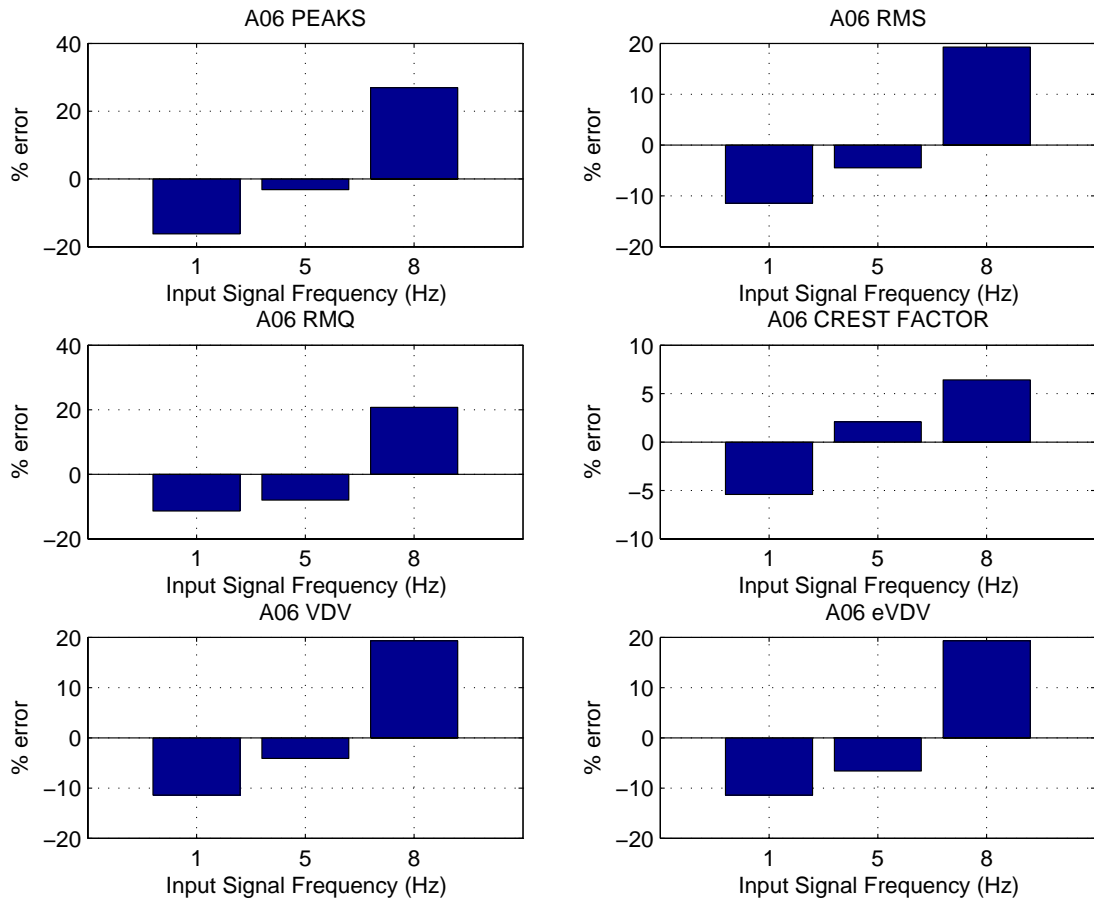 A06 PEAKS
40
20
0
−20
% error
1 5 8
Input Signal Frequency (Hz)
A06 RMS
20
10
0
−10
−20
% error
1 5 8
Input Signal Frequency (Hz)
A06 RMQ
40
20
0
−20
% error
1 5 8
Input Signal Frequency (Hz)
A06 CREST FACTOR
10
5
0
−5
−10
% error
1 5 8
Input Signal Frequency (Hz)
A06 VDV
20
10
0
−10
−20
% error
1 5 8
Input Signal Frequency (Hz)
A06 eVDV
20
10
0
−10
−20
% error
1 5 8
Input Signal Frequency (Hz)